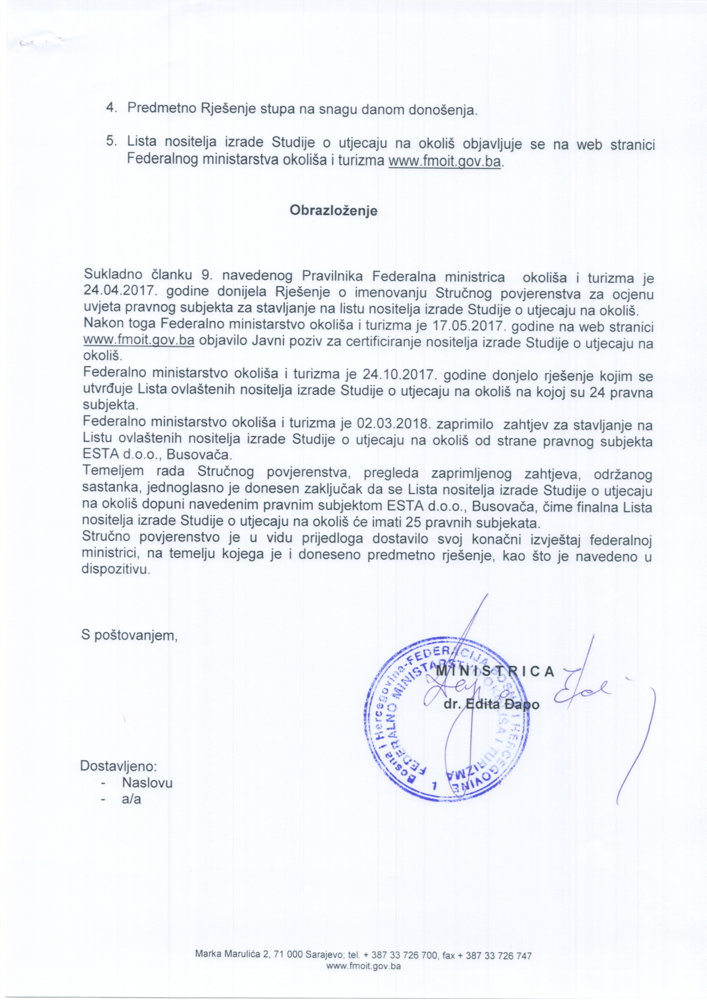 4. Predmetno Rješenje stupa na snagu danom donošenja.
5. Lista nositelja izrade Studije o utjecaju na okoliš objavljuje se na web stranici
Federalnog ministarstva okoliša i turizma www.fmoit.gov.ba.
Obrazloženje
Sukladno članku 9. navedenog Pravilnika Federalna ministrica okoliša i turizma je
24.04.2017. godine donijela Rješenje o imenovanju Stručnog povjerenstva za ocjenu
uvjeta pravnog subjekta za stavljanje na listu nositelja izrade Studije o utjecaju na okoliš.
Nakon toga Federalno ministarstvo okoliša i turizma je 17.05.2017. godine na web stranici
www.fmoit.gov.ba objavilo Javni poziv za certificiranje nositelja izrade Studije o utjecaju na
okoliš.
Federalno ministarstvo okoliša i turizma je 24.10.2017. godine donjelo rješenje kojim se
utvrđuje Lista ovlaštenih nositelja izrade Studije o utjecaju na okoliš na kojoj su 24 pravna
subjekta.
Federalno ministarstvo okoliša i turizma je 02.03.2018. zaprimilo zahtjev za stavljanje na
Listu ovlaštenih nositelja izrade Studije o utjecaju na okoliš od strane pravnog subjekta
ESTA d.o.o., Busovača.
Temeljem rada Stručnog povjerenstva, pregleda zaprimljenog zahtjeva, održanog
sastanka, jednoglasno je donesen zaključak da se Lista nositelja izrade Studije o utjecaju
na okoliš dopuni navedenim pravnim subjektom ESTA d.o.o., Busovača, čime finalna Lista
nositelja izrade Studije o utjecaju na okoliš će imati 25 pravnih subjekata.
Stručno povjerenstvo je u vidu prijedloga dostavilo svoj konačni izvještaj federalnoj
ministrici, na temelju kojega je i doneseno predmetno rješenje, kao što je navedeno u
dispozitivu.
S poštovanjem,
MINISTRICA
dr. Edita Đapo
Bosna i Hercegovina-FEDERACIJA BOSNE I HERCEGOVINE
FEDERALNO MINISTARSTVO OKOLIŠA I TURIZMA
1
Dostavljeno:
- Naslovu
- a/a
Marka Marulića 2, 71 000 Sarajevo; tel. + 387 33 726 700, fax + 387 33 726 747
www.fmoit.gov.ba